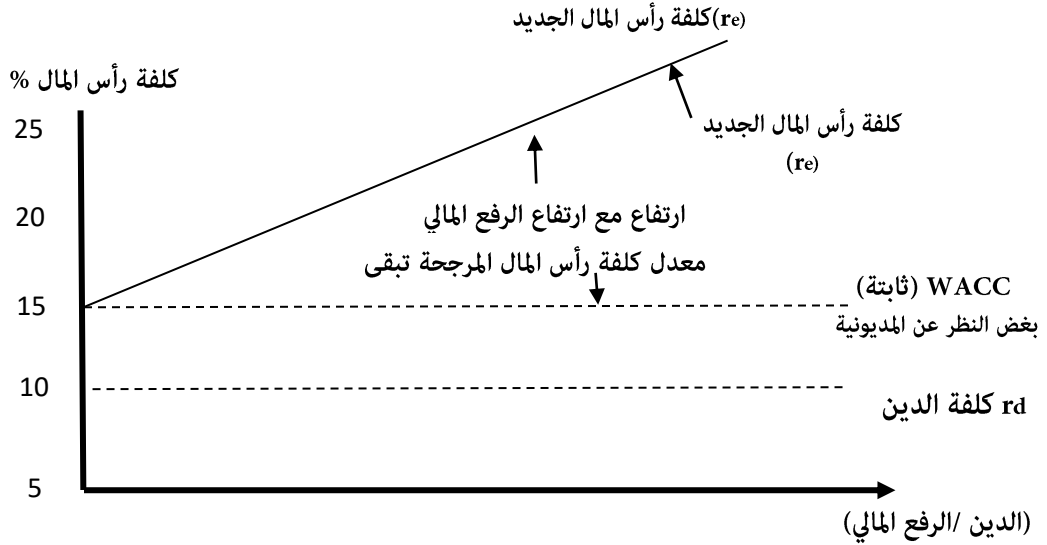 كلفة رأس المال الجديد(re)
كلفة رأس المال %
25
كلفة رأس المال الجديد
(re)
20
ارتفاع مع ارتفاع الرفع المالي
معدل كلفة رأس المال المرجحة تبقى
WACC (ثابتة)
15
بغض النظر عن المديونية
10
rd كلفة الدين
5
(الدين /الرفع المالي)